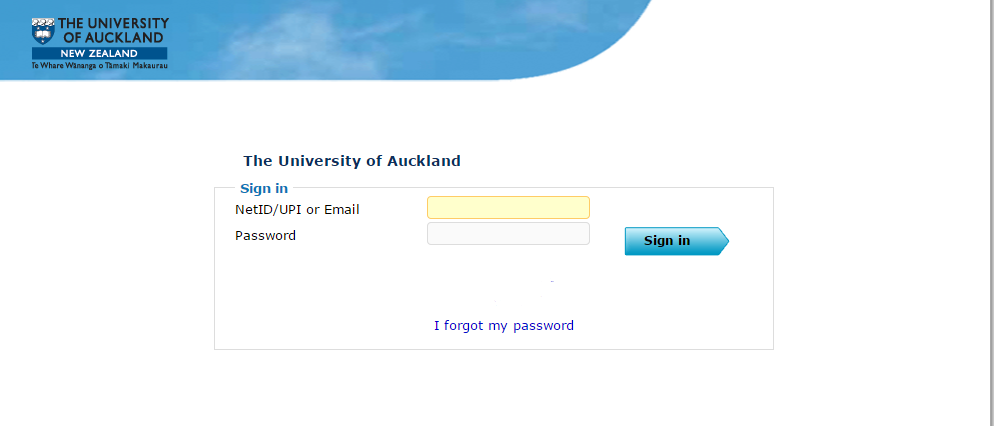 THE UNIVERSITY
OF AUCKLAND
NEW ZEALAND
Te Whare Wānanga o Tāmaki Makaurau
The University of Auckland
Sign in
NetID/UPI or Email
Password
Sign in
I forgot my password